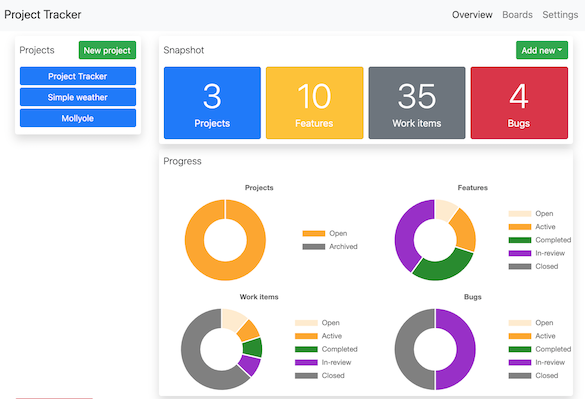 Project Tracker
Overview Boards Settings
Projects
New project
Project Tracker
Simple weather
Mollyole
Snapshot
Add new
3
Projects
10
Features
35
Work items
4
Bugs
Progress
Projects
Open
Archived
Features
Open
Active
Completed
In-review
Closed
Work items
Open
Active
Completed
In-review
Closed
Bugs
Open
Active
Completed
In-review
Closed